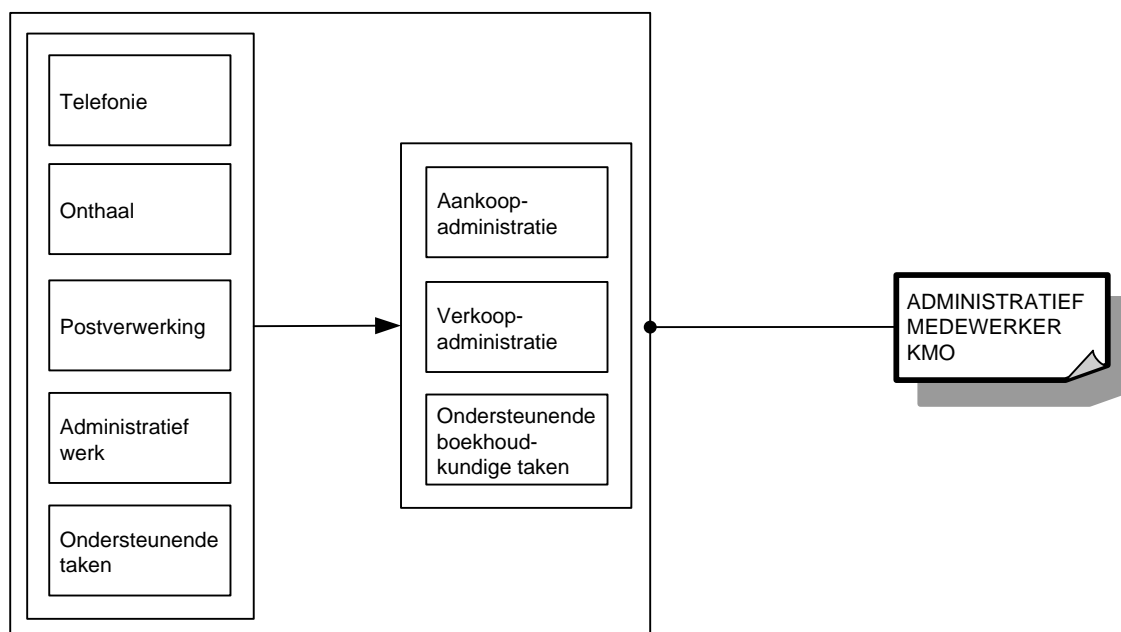 Telefonie
Onthaal
Postverwerking
Administratief
werk
Ondersteunende
taken
Aankoop-
administratie
Verkoop-
administratie
Ondersteunende
boekhoud-
kundige taken
ADMINISTRATIEF
MEDEWERKER
KMO